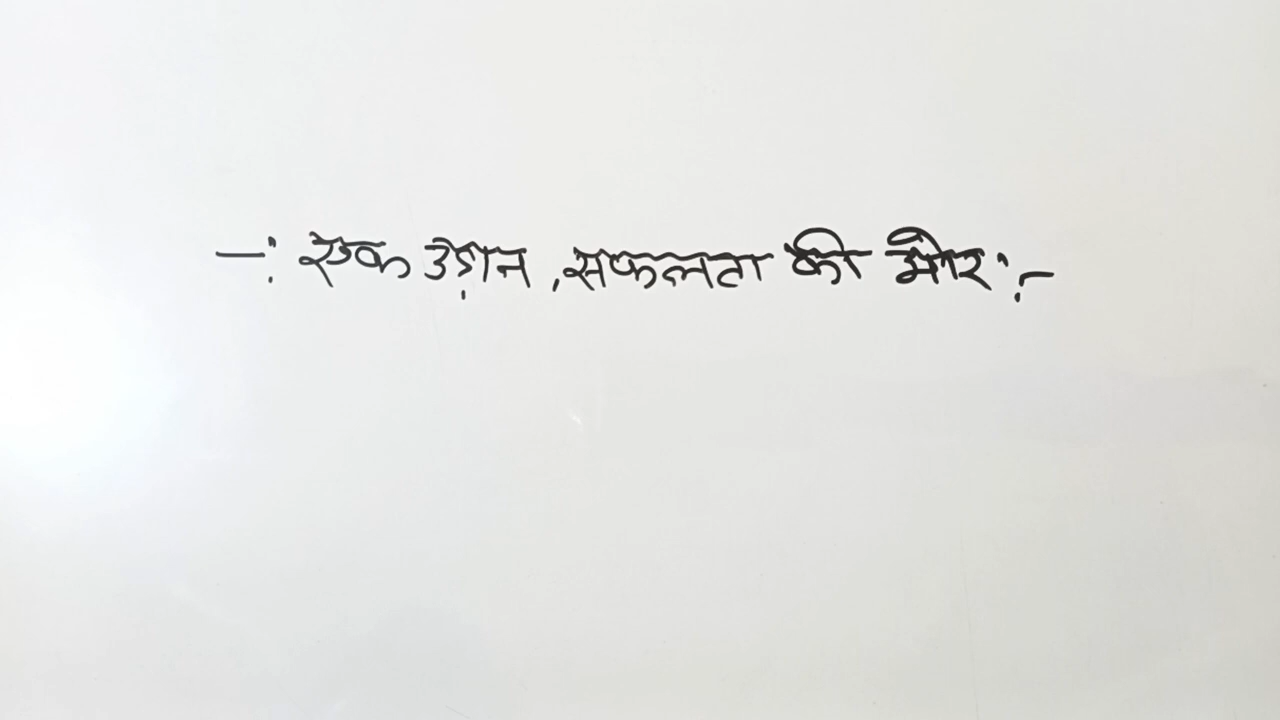 -: एक उड़ान, सफलता की ओर :-